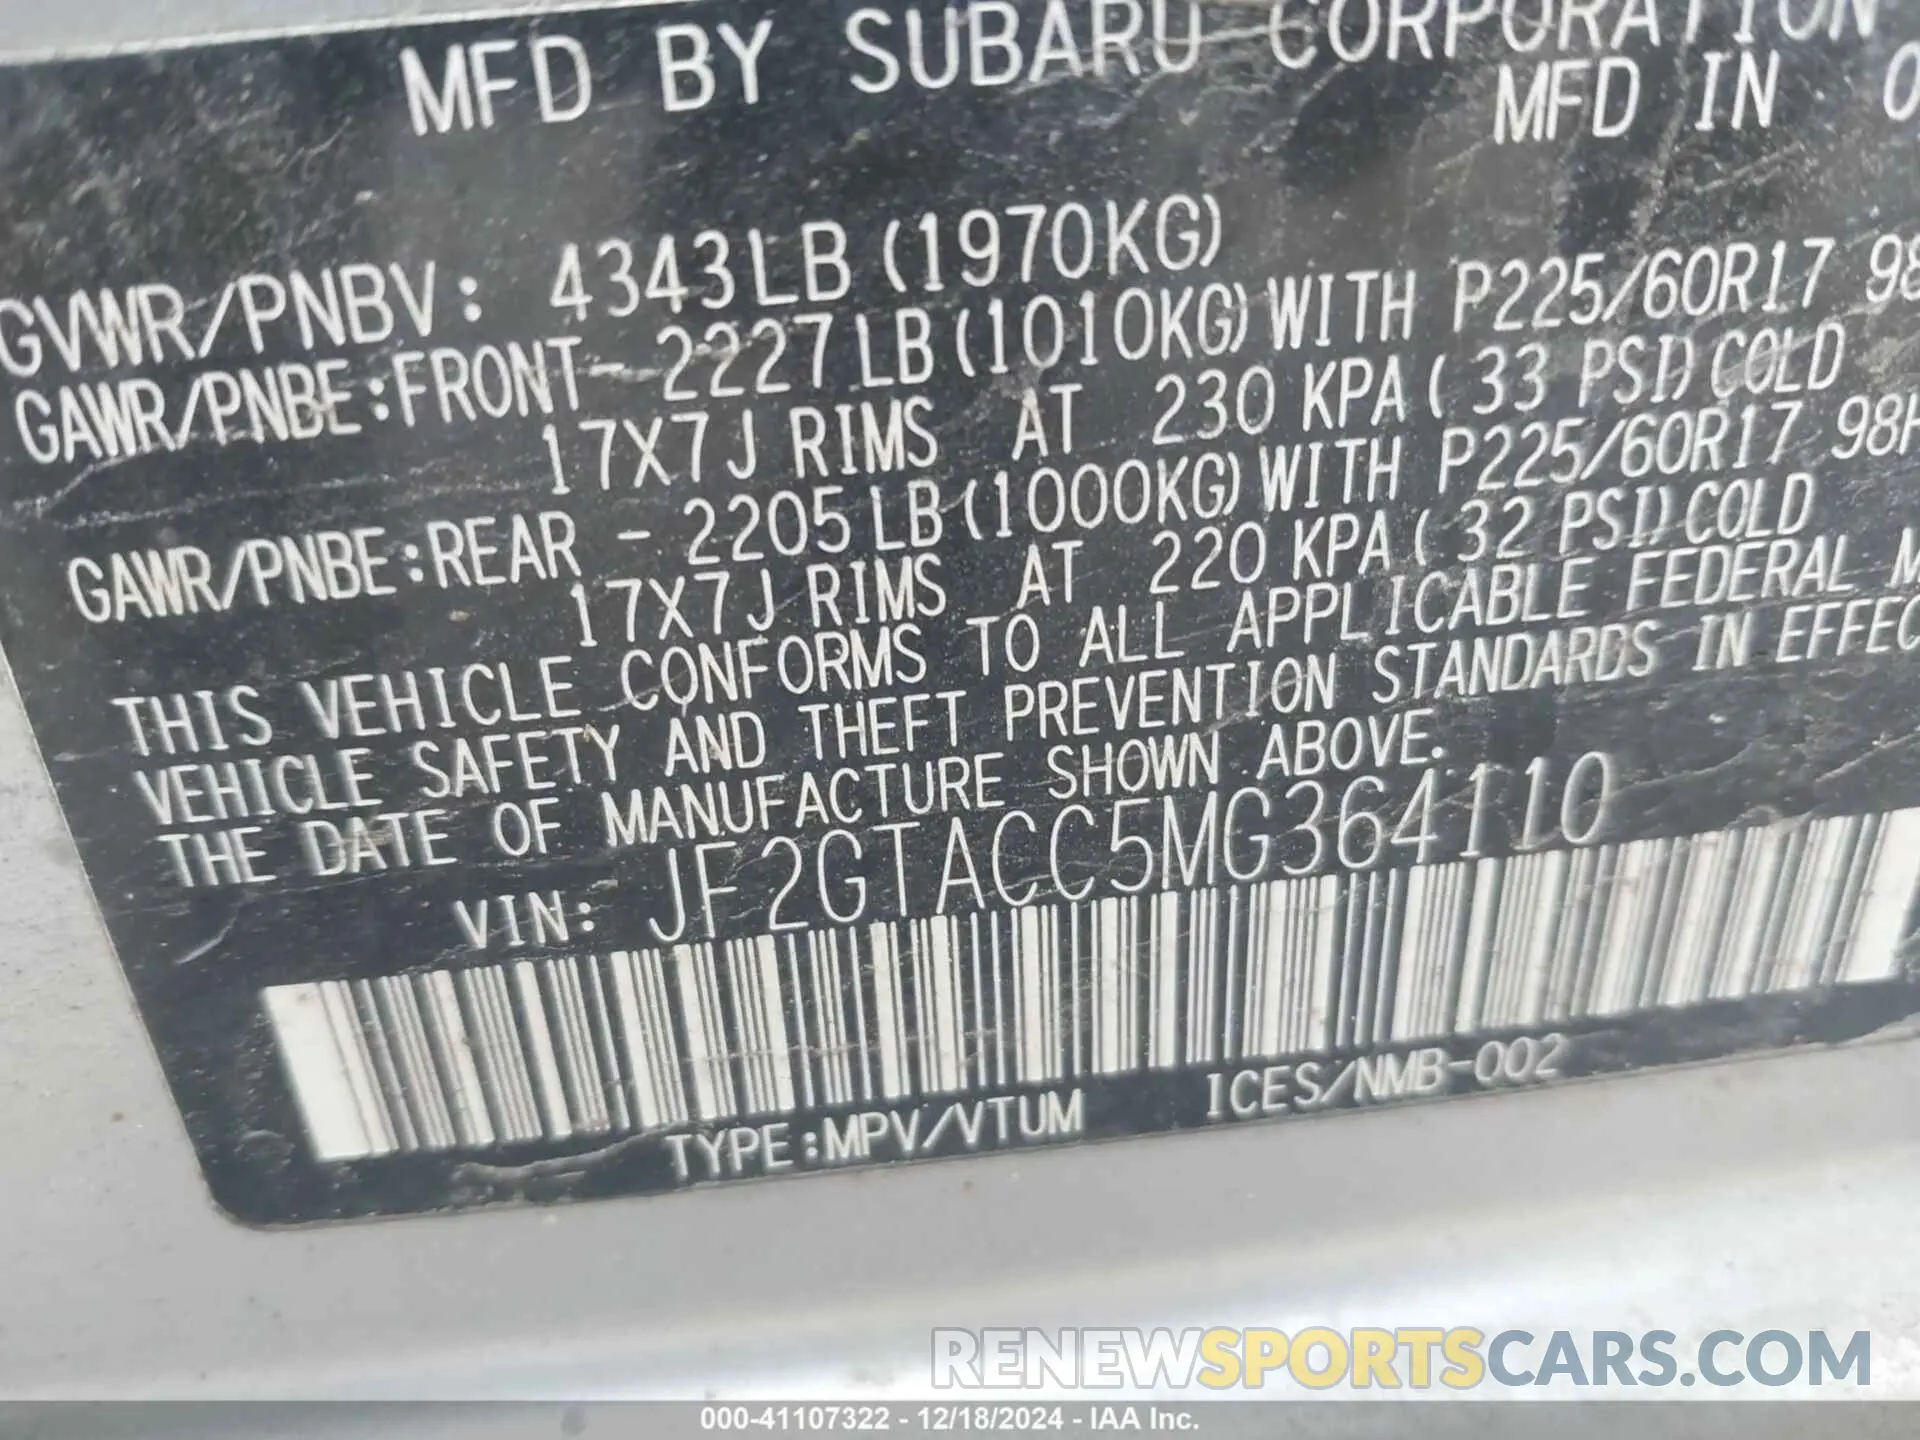 MFD BY SUBARU CORPORATION
MFD IN 0
GVWR/PNBV: 4343LB (1970KG)
GAWR/PNBE:FRONT- 2227LB (1010KG) WITH P225/60R17 98
17X7J RIMS AT 230 KPA ( 33 PSI) COLD
GAWR/PNBE:REAR - 2205LB (1000KG) WITH P225/60R17 98H
17X7J RIMS AT 220 KPA ( 32 PSI) COLD
THIS VEHICLE CONFORMS TO ALL APPLICABLE FEDERAL M
VEHICLE SAFETY AND THEFT PREVENTION STANDARDS IN EFFEC
THE DATE OF MANUFACTURE SHOWN ABOVE.
VIN: JF2GTACC5MG364110
TYPE:MPV/VTUM ICES/NMB-002
RENEWSPORTSCARS.COM
000-41107322 - 12/18/2024 - IAA Inc.